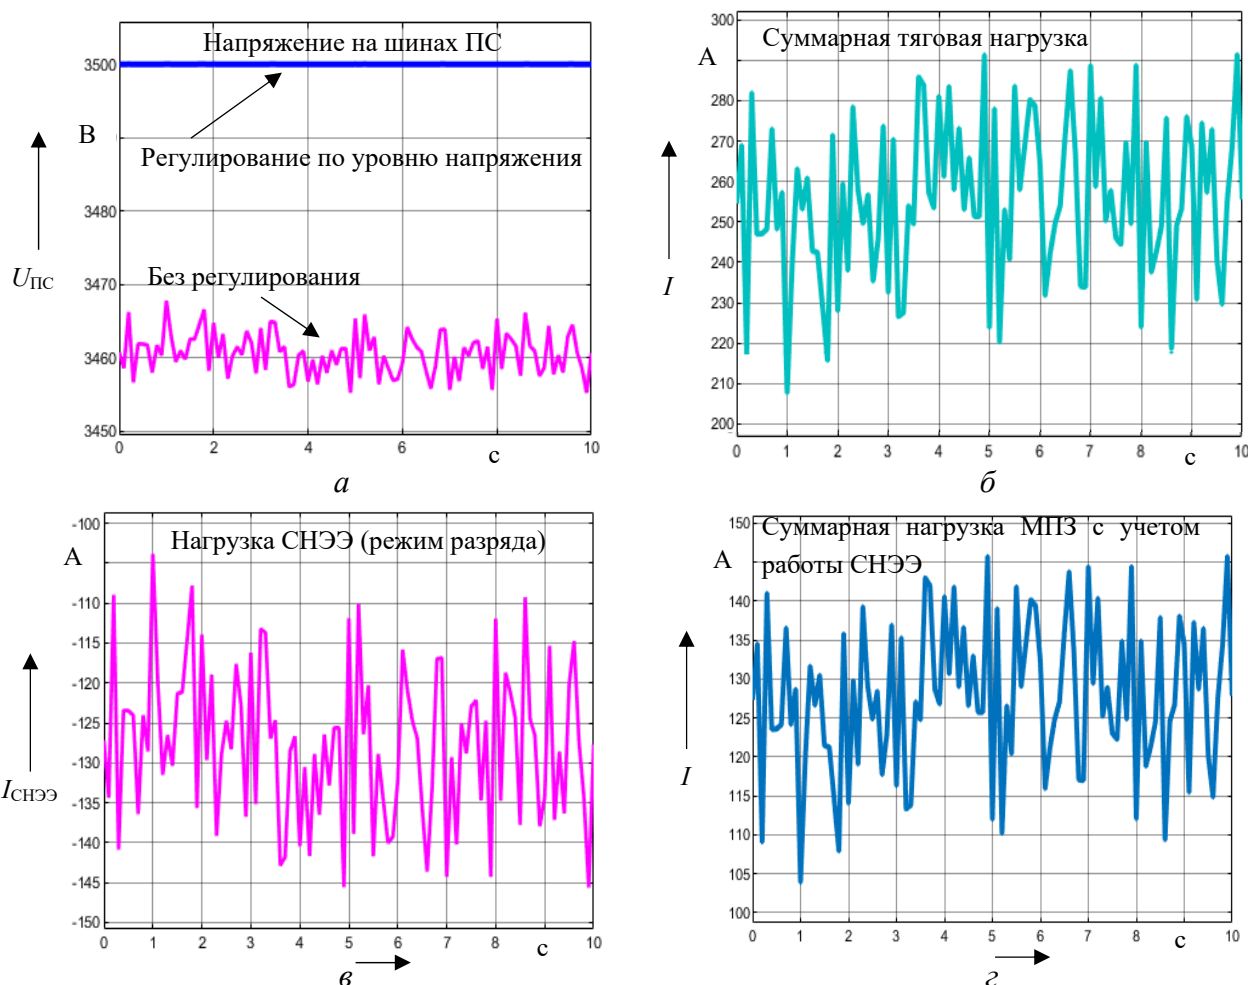 Напряжение на шинах ПС
3500
В
Регулирование по уровню напряжения
3480
3470
Без регулирования
U ПС
3460
3450
0 2 4 6 8 10
с
а
300
Суммарная тяговая нагрузка
А
280
270
260
250
240
I
230
220
210
200
0 1 2 3 4 5 6 7 8 9 10
с
б
-100
Нагрузка СНЭЭ (режим разряда)
А
-110
-115
-120
-125
-130
I СНЭЭ
-135
-140
-145
-150
0 1 2 3 4 5 6 7 8 с 10
в
150
Суммарная нагрузка МПЗ с учетом
А
работы СНЭЭ
140
135
130
125
120
I
115
110
105
100
0 1 2 3 4 5 6 7 8 с 10
г